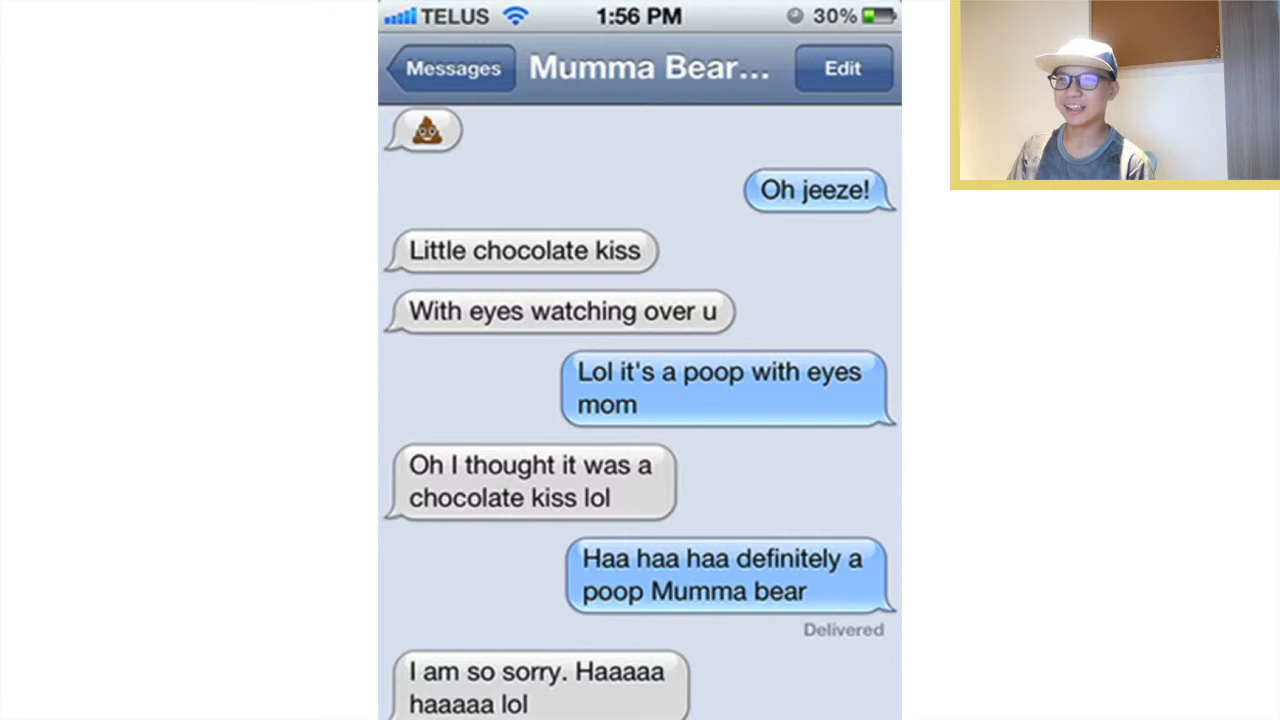 TELUS 1:56 PM 30%
Messages Mumma Bear... Edit
💩
Oh jeeze!
Little chocolate kiss
With eyes watching over u
Lol it's a poop with eyes
mom
Oh I thought it was a
chocolate kiss lol
Haa haa haa definitely a
poop Mumma bear
Delivered
I am so sorry. Haaaaa
haaaaa lol